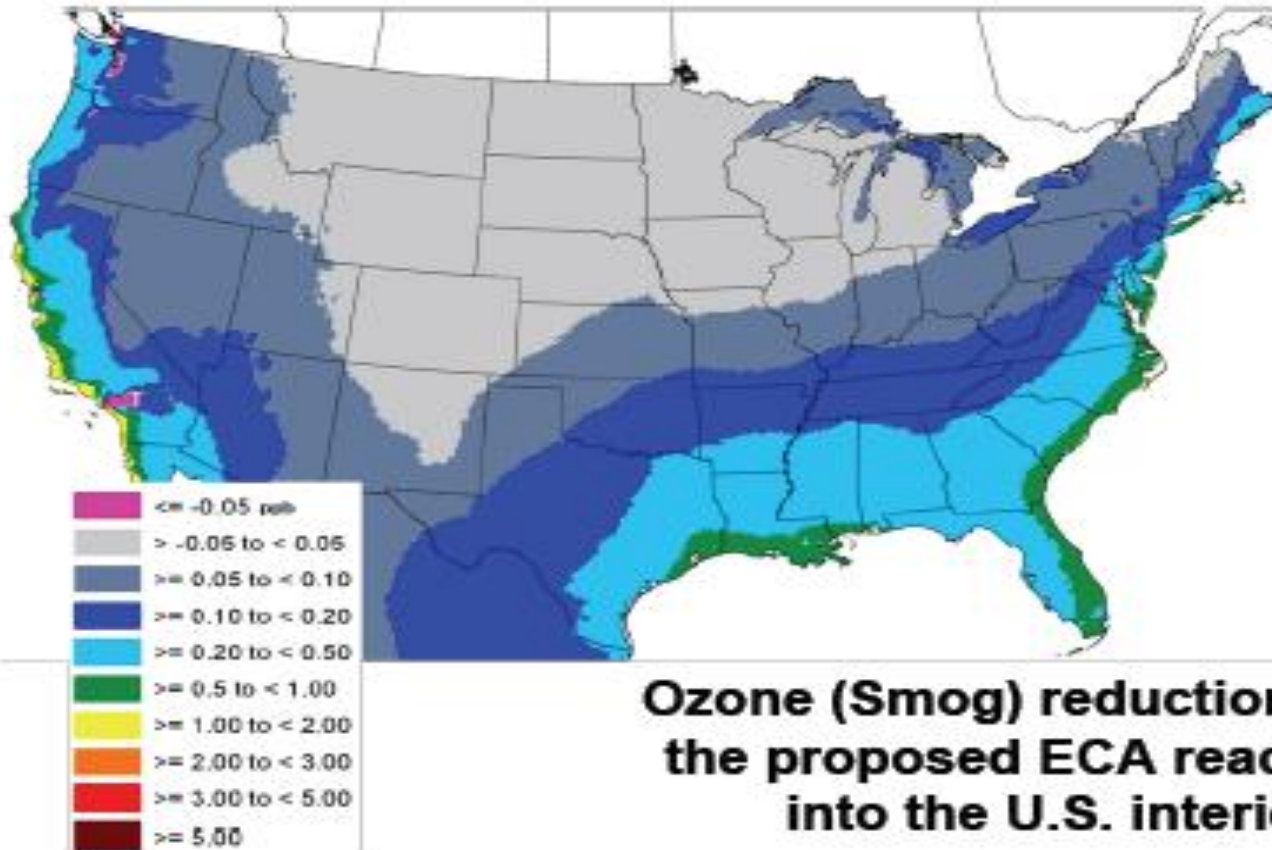 <= -0.05 ppb
> -0.05 to < 0.05
>= 0.05 to < 0.10
>= 0.10 to < 0.20
>= 0.20 to < 0.50
>= 0.5 to < 1.00
>= 1.00 to < 2.00
>= 2.00 to < 3.00
>= 3.00 to < 5.00
>= 5.00
Ozone (Smog) reduction
the proposed ECA reac
into the U.S. interi